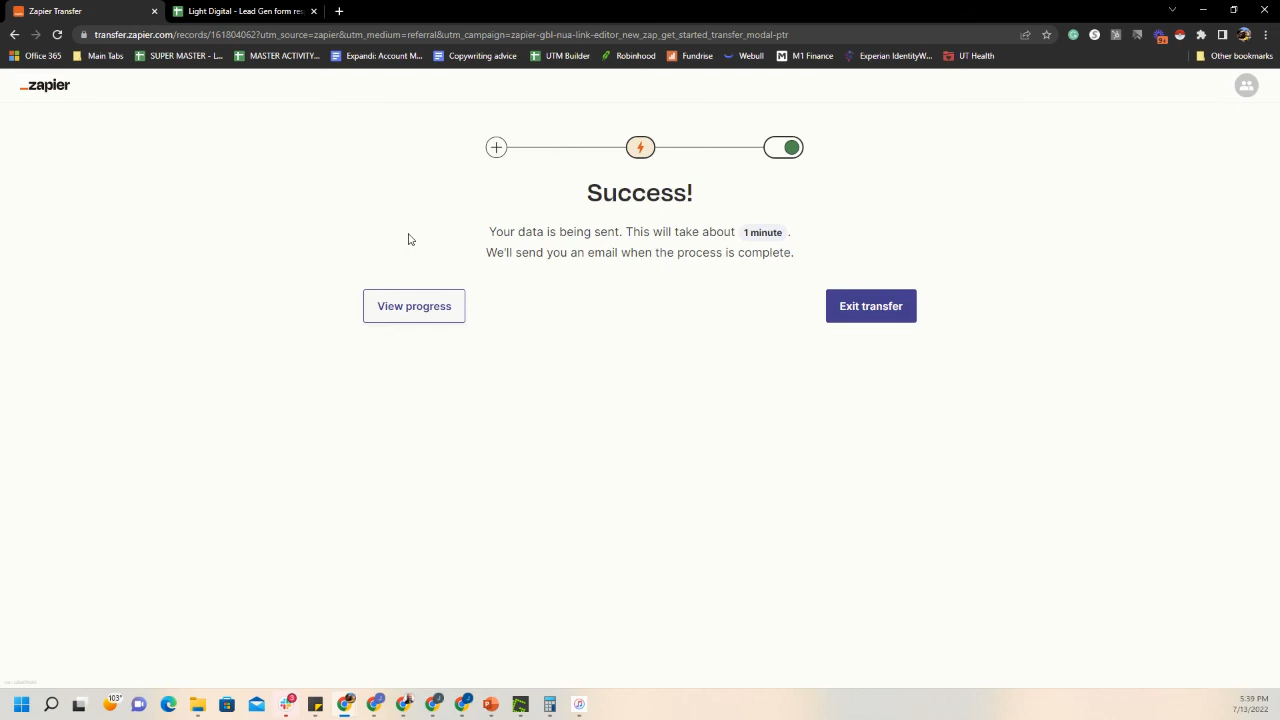 Zapier Transfer
Light Digital - Lead Gen form res
transfer.zapier.com/records/161804062?utm_source=zapier&utm_medium=referral&utm_campaign=zapier-gbl-nua-link-editor_new_zap_get_started_transfer_modal-ptr
Office 365
Main Tabs
SUPER MASTER - L...
MASTER ACTIVITY...
Expandi: Account M...
Copywriting advice
UTM Builder
Robinhood
Fundrise
Webull
M1 Finance
Experian IdentityW...
UT Health
Other bookmarks
zapier
Success!
Your data is being sent. This will take about 1 minute .
We'll send you an email when the process is complete.
View progress
Exit transfer
103°
5:39 PM
7/13/2022